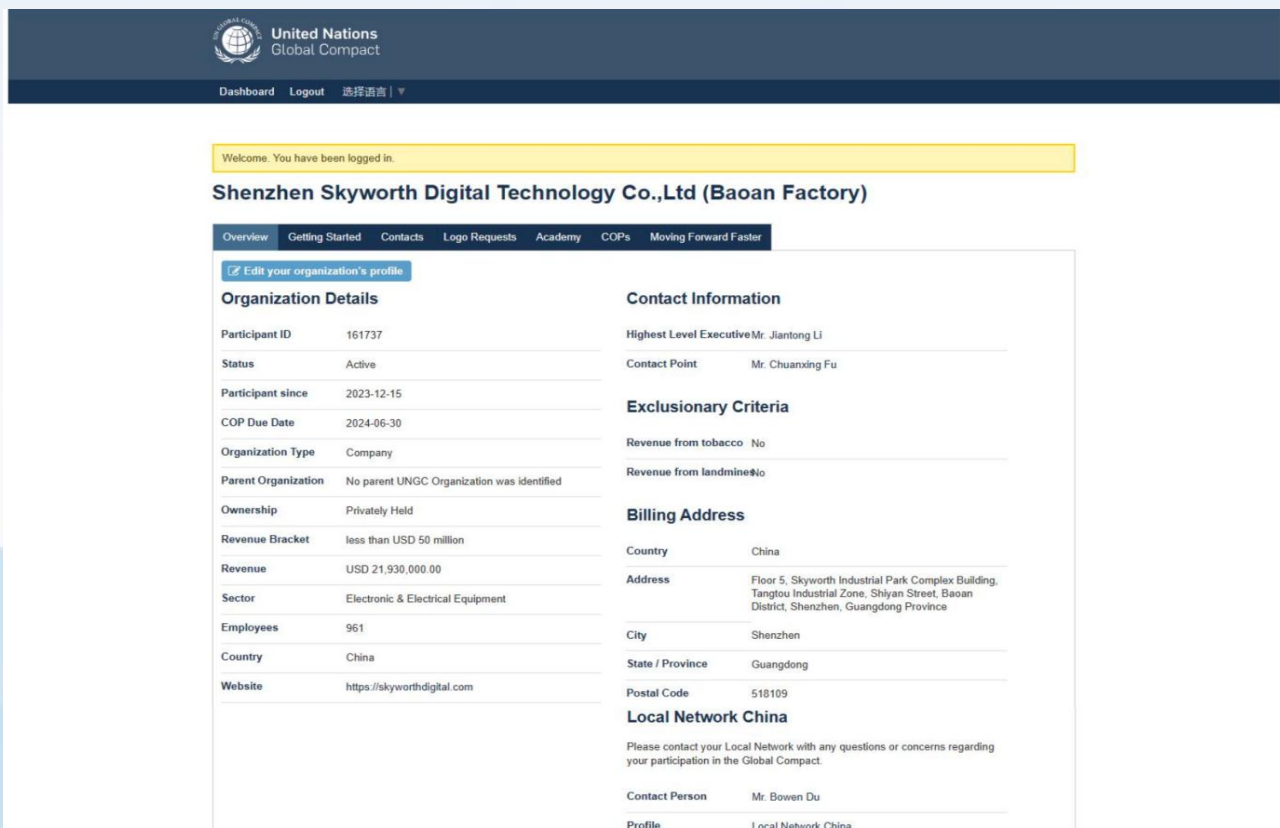 UN GLOBAL COMPACT
United Nations
Global Compact
Dashboard Logout 选择语言 | ▼
Welcome. You have been logged in.
Shenzhen Skyworth Digital Technology Co.,Ltd (Baoan Factory)
Overview Getting Started Contacts Logo Requests Academy COPs Moving Forward Faster
Edit your organization's profile
Organization Details
Participant ID 161737
Status Active
Participant since 2023-12-15
COP Due Date 2024-06-30
Organization Type Company
Parent Organization No parent UNGC Organization was identified
Ownership Privately Held
Revenue Bracket less than USD 50 million
Revenue USD 21,930,000.00
Sector Electronic & Electrical Equipment
Employees 961
Country China
Website https://skyworthdigital.com
Contact Information
Highest Level Executive Mr. Jiantong Li
Contact Point Mr. Chuanxing Fu
Exclusionary Criteria
Revenue from tobacco No
Revenue from landmines No
Billing Address
Country China
Address Floor 5, Skyworth Industrial Park Complex Building,
Tangtou Industrial Zone, Shiyan Street, Baoan
District, Shenzhen, Guangdong Province
City Shenzhen
State / Province Guangdong
Postal Code 518109
Local Network China
Please contact your Local Network with any questions or concerns regarding
your participation in the Global Compact.
Contact Person Mr. Bowen Du
Profile Local Network China